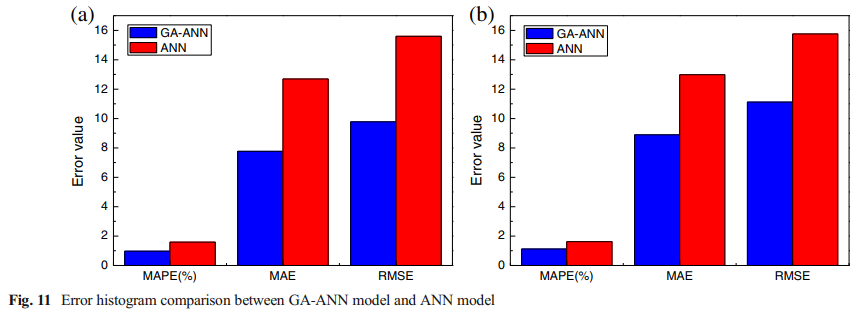 (a)
GA-ANN
ANN
Error value
16
14
12
10
8
6
4
2
0
MAPE(%) MAE RMSE
(b)
GA-ANN
ANN
Error value
16
14
12
10
8
6
4
2
0
MAPE(%) MAE RMSE
Fig. 11 Error histogram comparison between GA-ANN model and ANN model